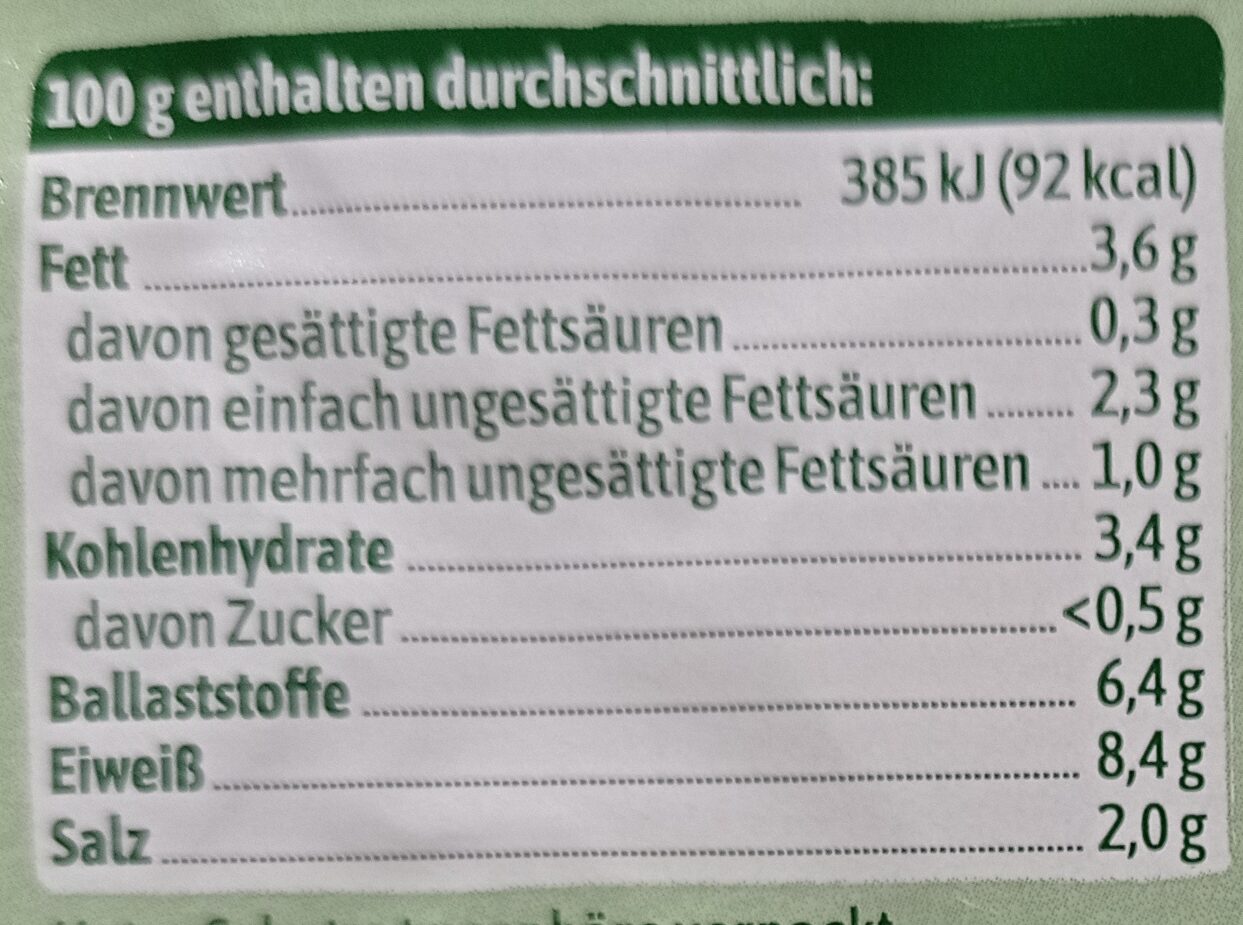 100 g enthalten durchschnittlich:
Brennwert 385 kJ (92 kcal)
Fett 3,6 g
davon gesättigte Fettsäuren 0,3 g
davon einfach ungesättigte Fettsäuren 2,3 g
davon mehrfach ungesättigte Fettsäuren 1,0 g
Kohlenhydrate 3,4 g
davon Zucker <0,5 g
Ballaststoffe 6,4 g
Eiweiß 8,4 g
Salz 2,0 g